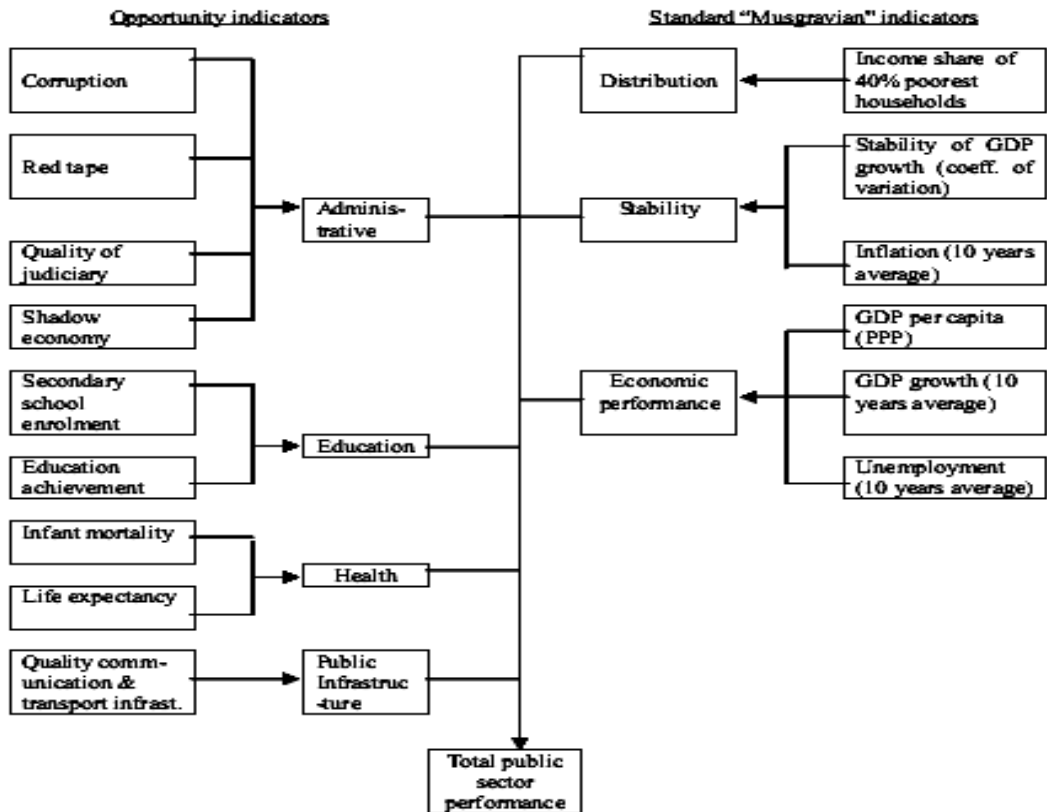 Opportunity indicators
Standard “Musgravian” indicators
Corruption
Red tape
Quality of
judiciary
Shadow
economy
Adminis-
trative
Secondary
school
enrolment
Education
achievement
Education
Infant mortality
Life expectancy
Health
Quality comm-
unication &
transport infrast.
Public
Infrastruc
-ture
Distribution
Income share of
40% poorest
households
Stability
Stability of GDP
growth (coeff. of
variation)
Inflation (10 years
average)
Economic
performance
GDP per capita
(PPP)
GDP growth (10
years average)
Unemployment
(10 years average)
Total public
sector
performance